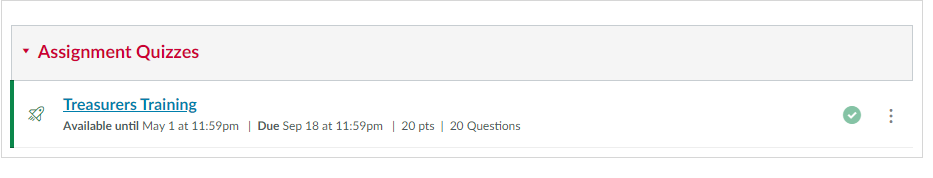 Assignment Quizzes
Treasurers Training
Available until May 1 at 11:59pm | Due Sep 18 at 11:59pm | 20 pts | 20 Questions